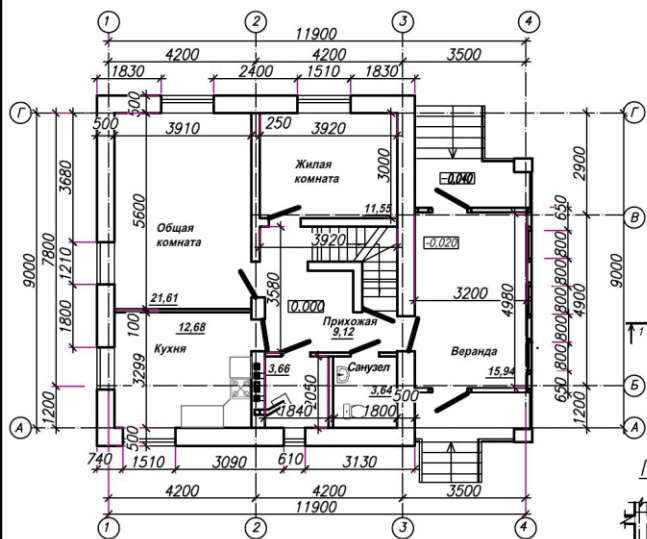 1 2 3 4
11900
4200 4200 3500
1830 2400 1510 1830
Г 500 500 3910 250 3920 Г
3680 Жилая
комната 3000 -0,040 2900
11,55 650 В
Общая
комната 5600 3920 -0,020 800
9000 7800 1210 3580 3200 4980 800 4900 9000
21,61 0.000 800
1800 100 12,68 Прихожая 800 1
Кухня 9,12 Веранда 800
3299 3,66 Санузел 15,94 800
2050 3,64 500 650 Б
1200 1840 1800 1200
А 500 А
740 1510 3090 610 3130
4200 4200 3500
11900
1 2 3 4